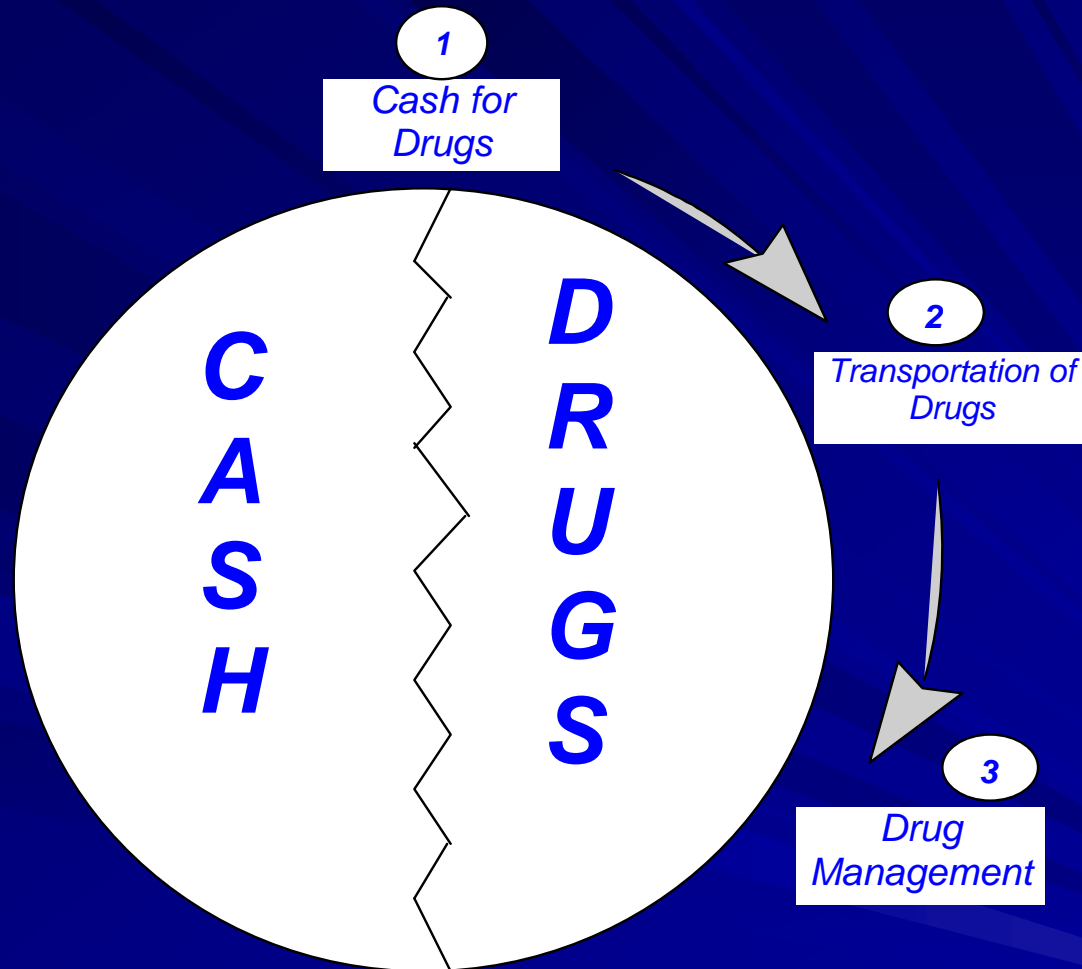 1
Cash for
Drugs
2
Transportation of
Drugs
3
Drug
Management
C
A
S
H
D
R
U
G
S